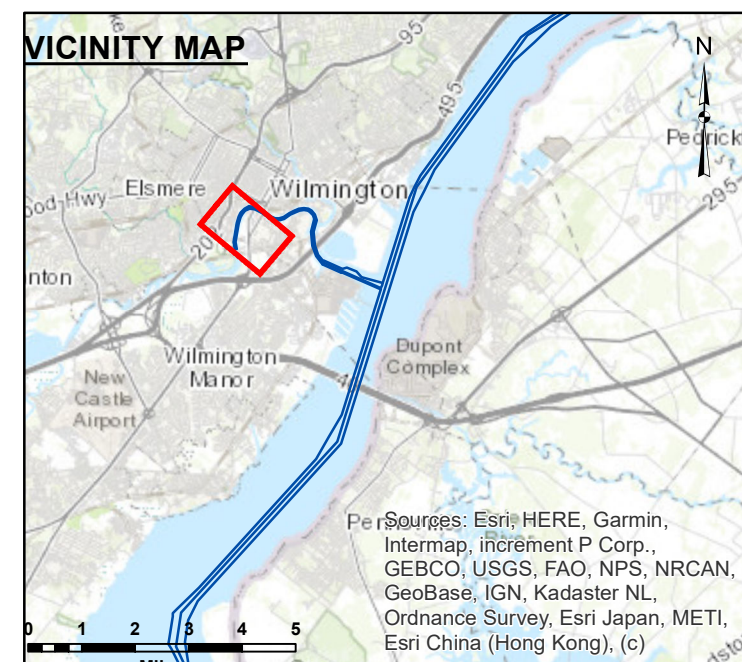 VICINITY MAP
N
95
495
Elsmere
Wilmington
295
202
Wilmington
Manor
Dupont
Complex
New
Castle
Airport
Sources: Esri, HERE, Garmin,
Intermap, increment P Corp.,
GEBCO, USGS, FAO, NPS, NRCAN,
GeoBase, IGN, Kadaster NL,
Ordnance Survey, Esri Japan, METI,
Esri China (Hong Kong), (c)
0 1 2 3 4 5